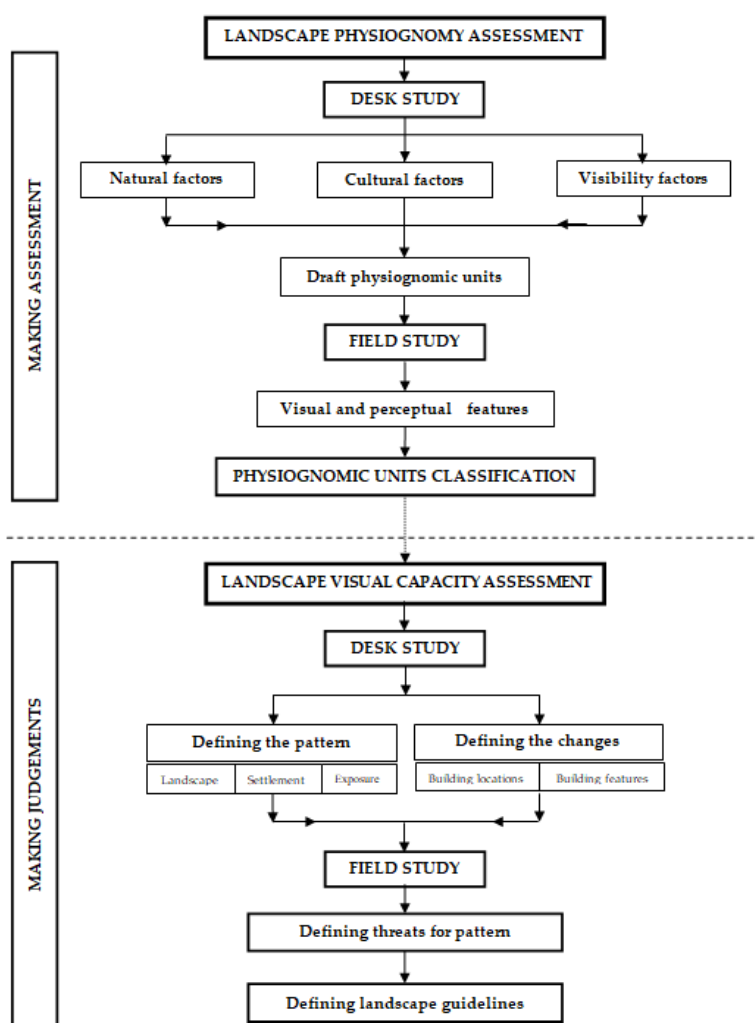 LANDSCAPE PHYSIOGNOMY ASSESSMENT
MAKING ASSESSMENT
DESK STUDY
Natural factors
Cultural factors
Visibility factors
Draft physiognomic units
FIELD STUDY
Visual and perceptual features
PHYSIOGNOMIC UNITS CLASSIFICATION
MAKING JUDGEMENTS
LANDSCAPE VISUAL CAPACITY ASSESSMENT
DESK STUDY
Defining the pattern
Landscape
Settlement
Exposure
Defining the changes
Building locations
Building features
FIELD STUDY
Defining threats for pattern
Defining landscape guidelines